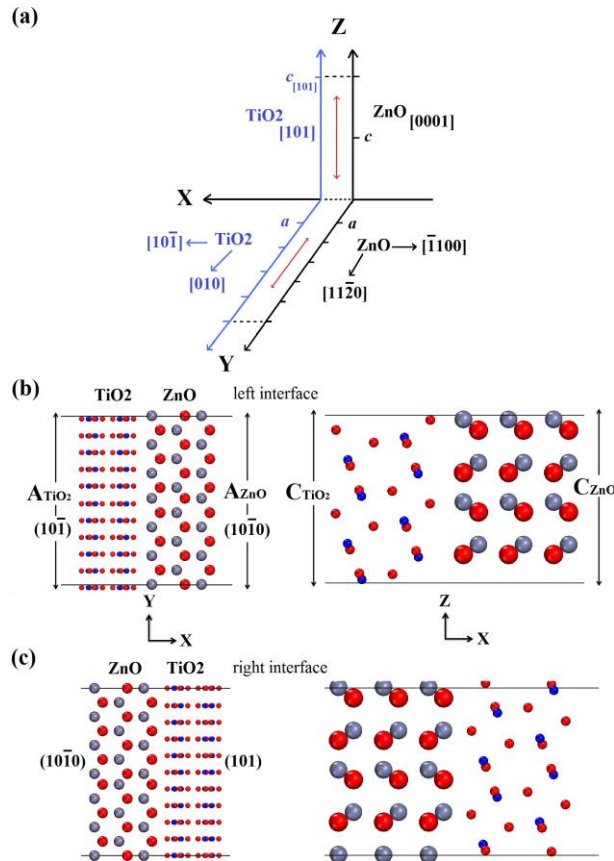 (a)
Z
c[101]
TiO2[101]
ZnO[0001]
c
X
a
a
[101̄] TiO2
ZnO [1̄100]
[010]
[112̄0]
Y
(b)
TiO2 ZnO left interface
ATiO2
(101̄)
AZnO
(101̄0)
CTiO2
CZnO
Y
X
Z
X
(c)
ZnO TiO2 right interface
(101̄0)
(101)